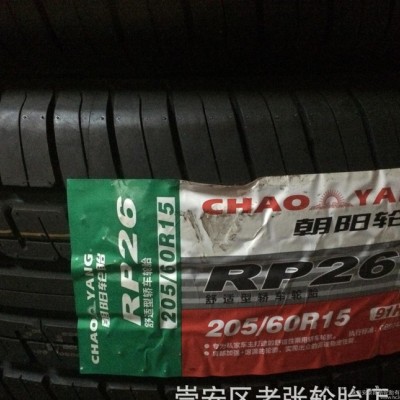 CHAO YANG
朝阳轮胎
RP26
舒适型轿车轮胎
205/60R15
CHAO YANG
朝阳轮
RP26
舒适型轿车轮胎
205/60R15 91
崇安区老张轮胎店